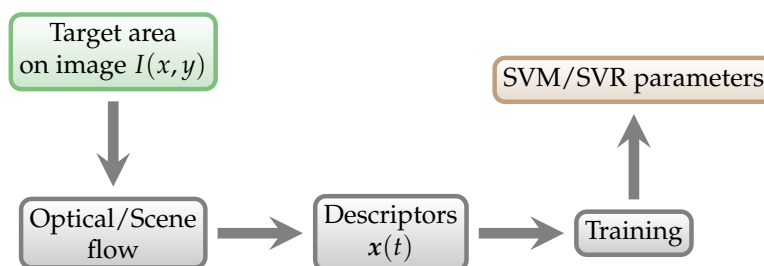 Target area
on image I(x, y)
SVM/SVR parameters
Optical/Scene
flow
Descriptors
x(t)
Training